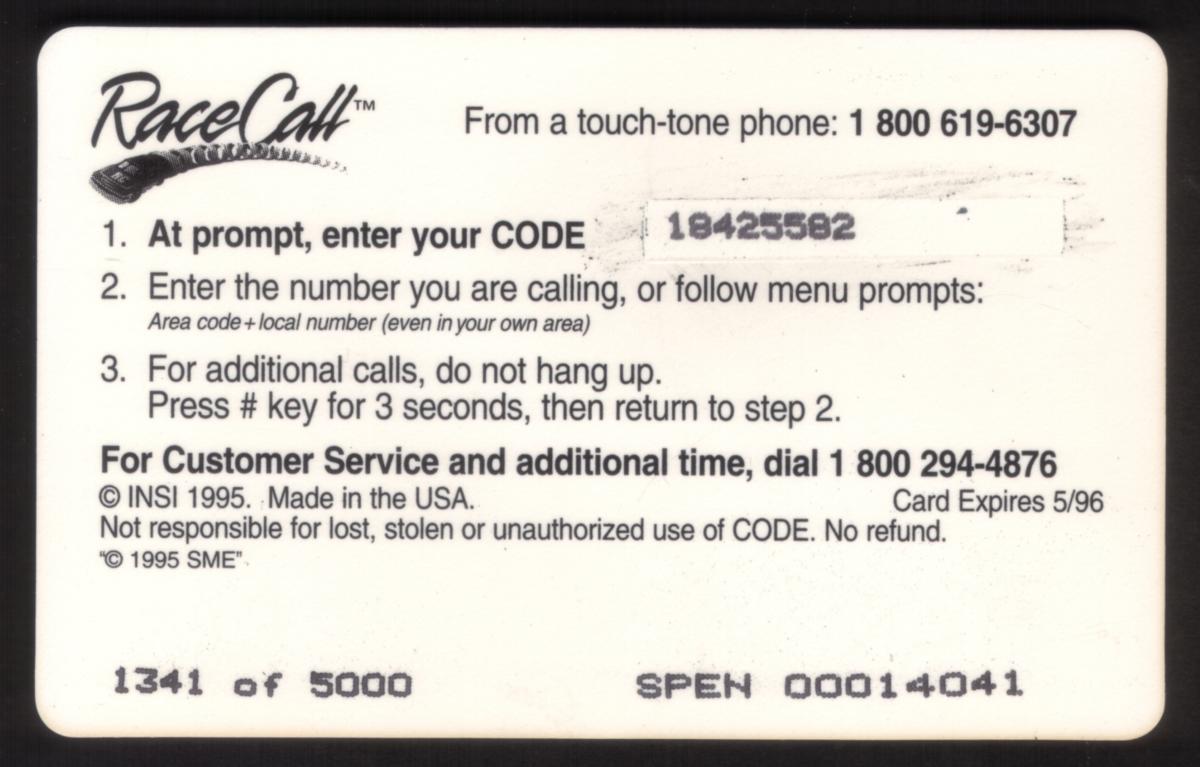 RaceCall™
From a touch-tone phone: 1 800 619-6307
1. At prompt, enter your CODE 18425582
2. Enter the number you are calling, or follow menu prompts:
Area code+local number (even in your own area)
3. For additional calls, do not hang up.
Press # key for 3 seconds, then return to step 2.
For Customer Service and additional time, dial 1 800 294-4876
© INSI 1995. Made in the USA. Card Expires 5/96
Not responsible for lost, stolen or unauthorized use of CODE. No refund.
"© 1995 SME"
1341 of 5000 SPEN 00014041